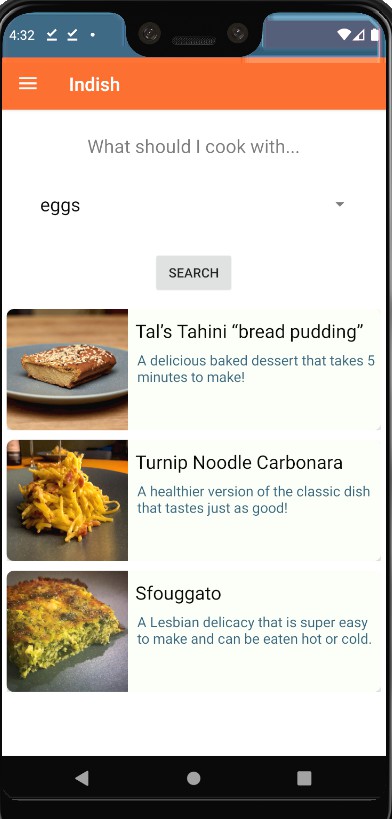 4:32
Indish
What should I cook with...
eggs
SEARCH
Tal’s Tahini “bread pudding”
A delicious baked dessert that takes 5
minutes to make!
Turnip Noodle Carbonara
A healthier version of the classic dish
that tastes just as good!
Sfouggato
A Lesbian delicacy that is super easy
to make and can be eaten hot or cold.